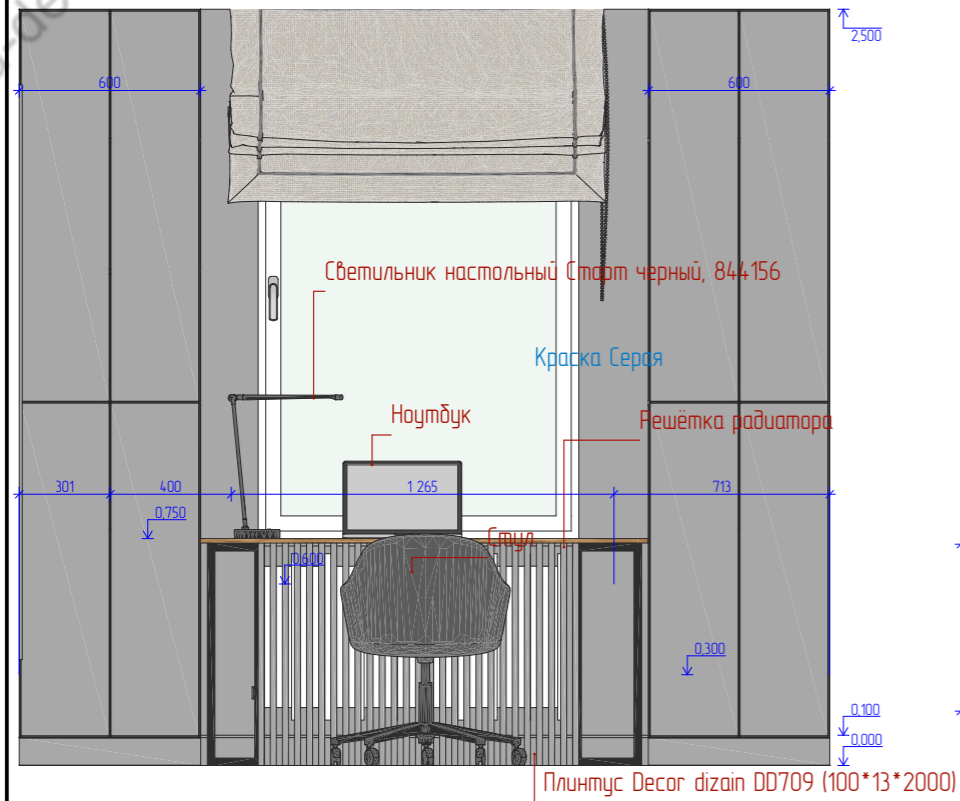 2,500
600
600
Светильник настольный Старт черный, 844156
Краска Серая
Ноутбук
Решётка радиатора
301
400
1 265
713
0,750
Стул
0,600
0,300
0,100
0,000
Плинтус Decor dizain DD709 (100*13*2000)